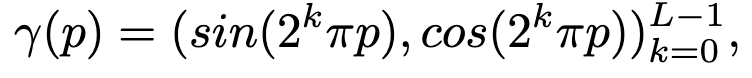 γ(p) = (sin(2^k πp), cos(2^k πp))_{k=0}^{L−1},